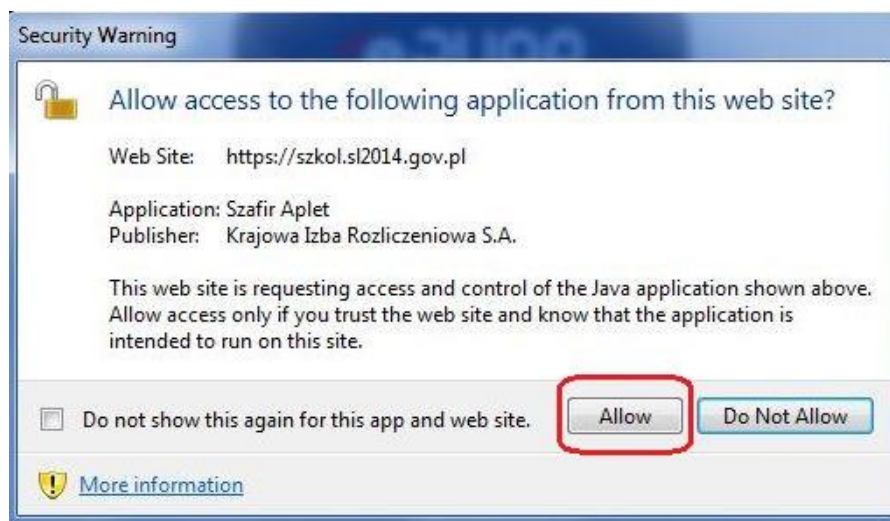 Security Warning
Allow access to the following application from this web site?
Web Site: https://szkol.sl2014.gov.pl
Application: Szafir Aplet
Publisher: Krajowa Izba Rozliczeniowa S.A.
This web site is requesting access and control of the Java application shown above.
Allow access only if you trust the web site and know that the application is
intended to run on this site.
Do not show this again for this app and web site.
Allow
Do Not Allow
More information